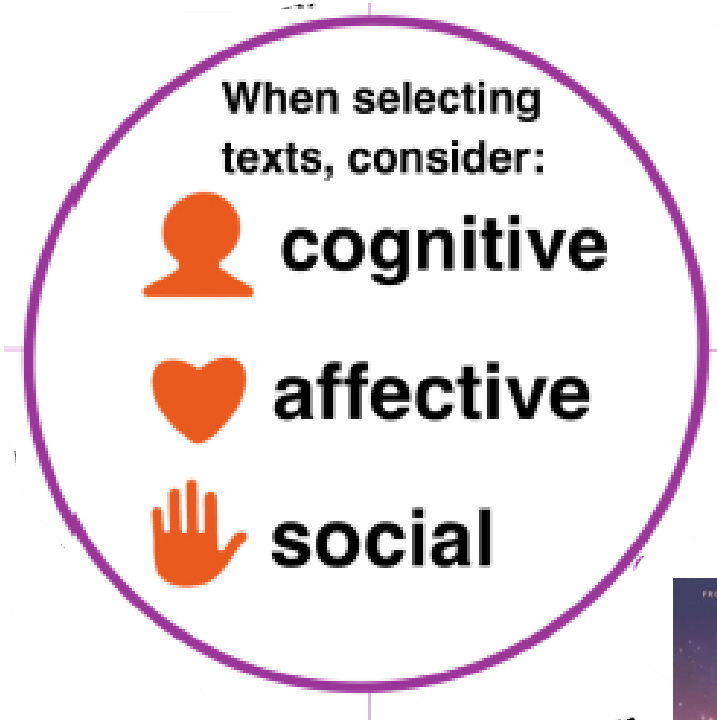 When selecting
texts, consider:
cognitive
affective
social